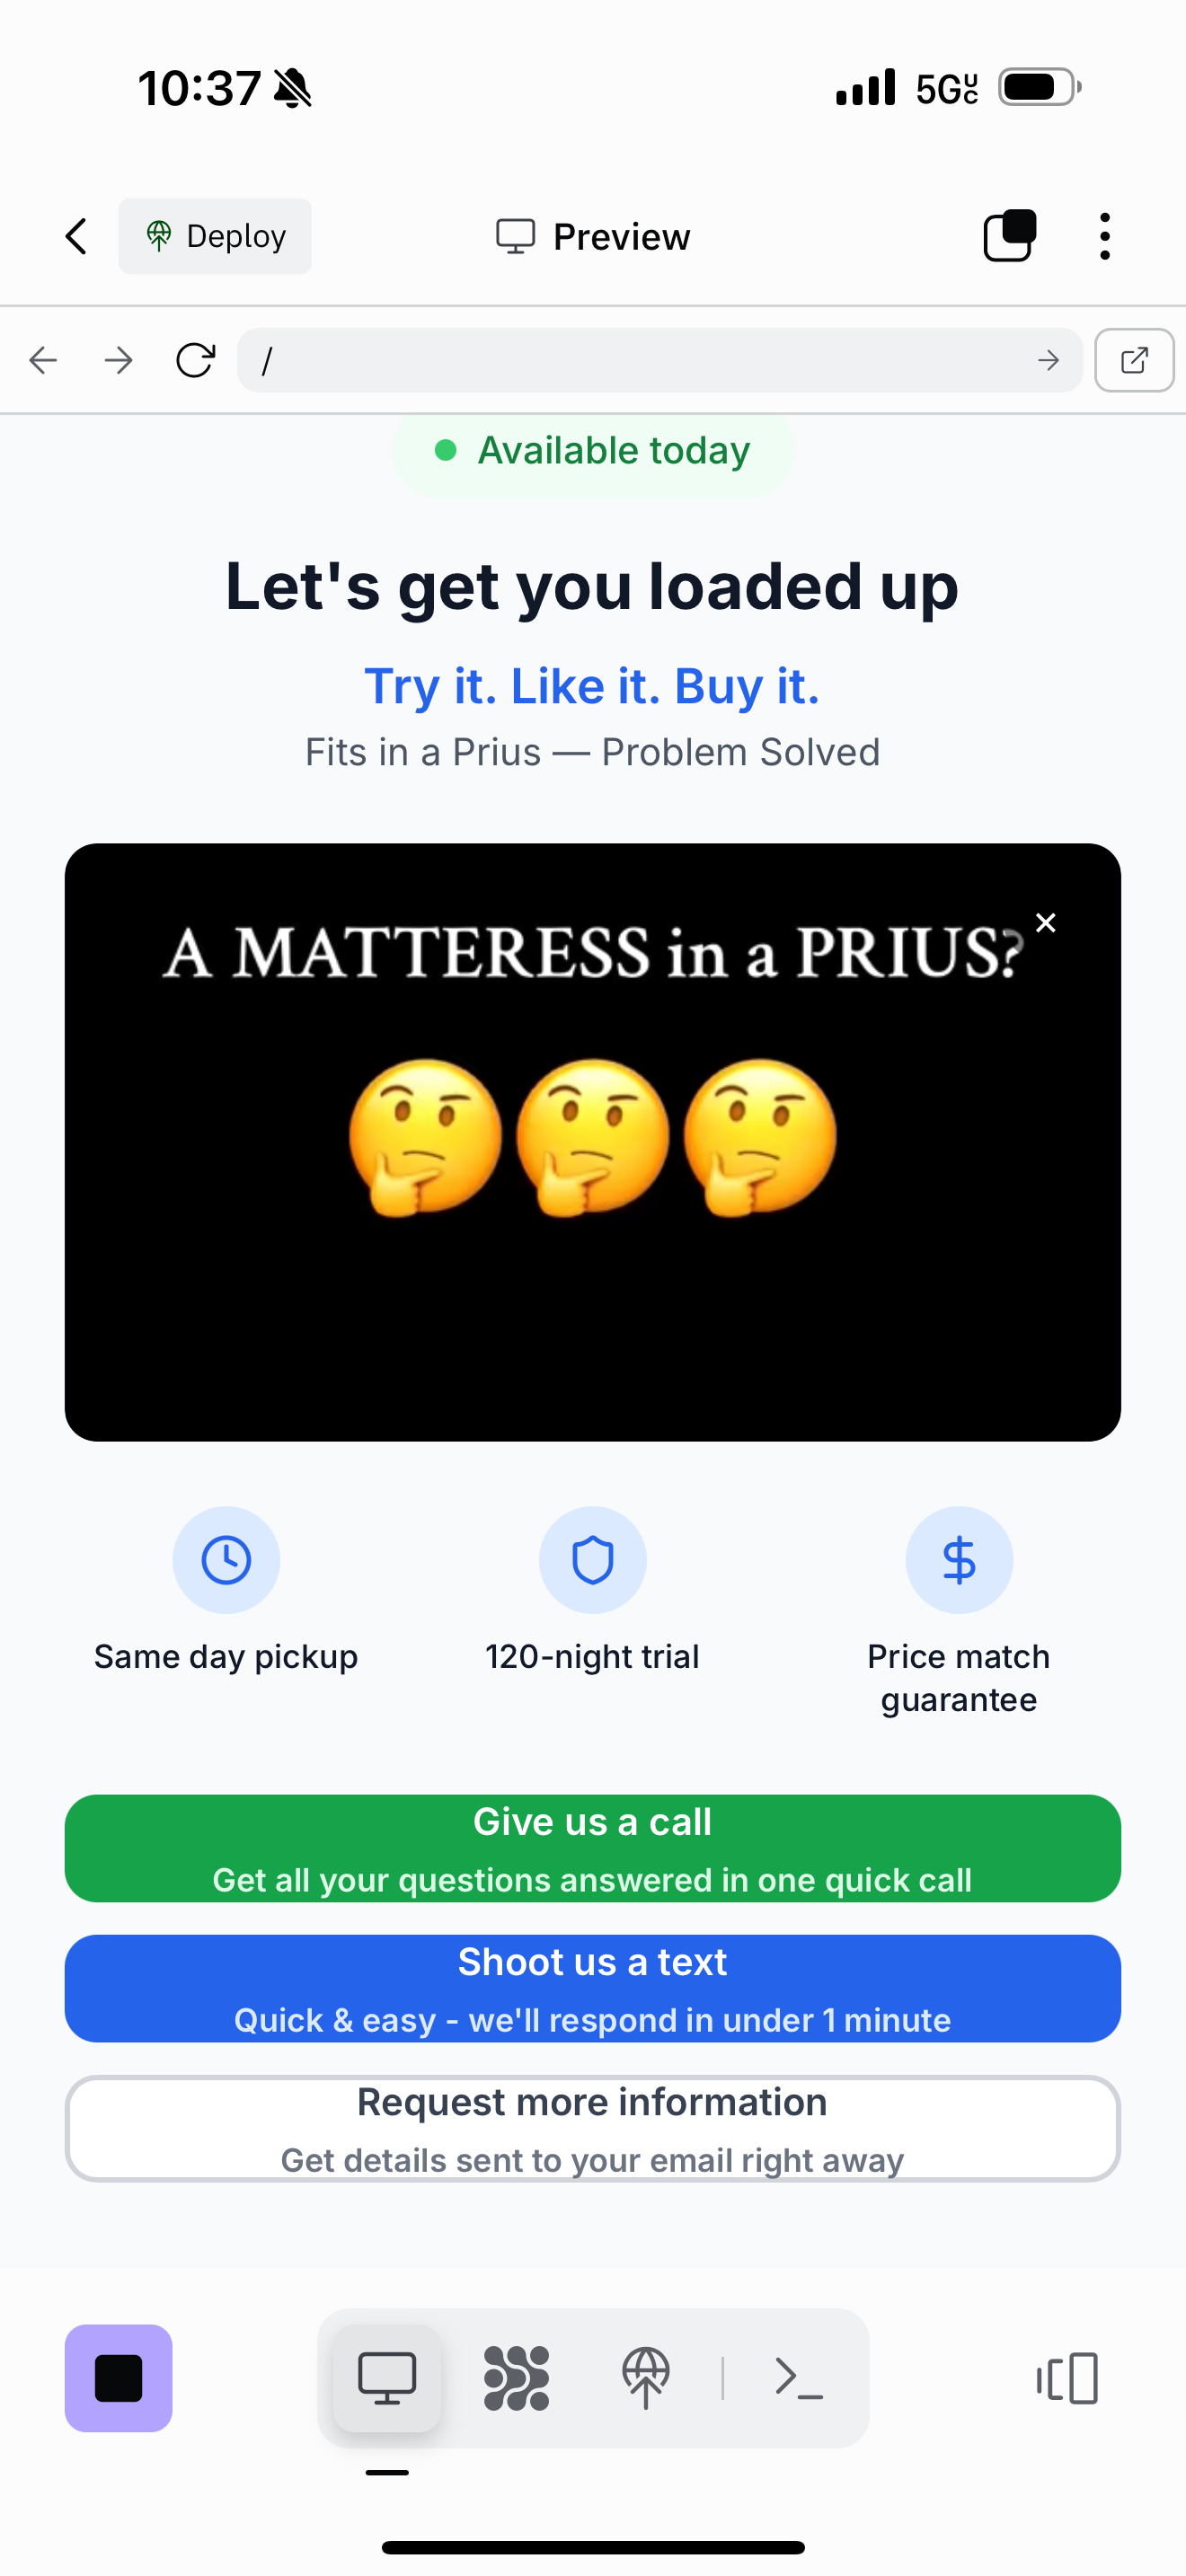 10:37
5GUC
Deploy
Preview
/
Available today
Let's get you loaded up
Try it. Like it. Buy it.
Fits in a Prius — Problem Solved
A MATTERESS in a PRIUS?
Same day pickup
120-night trial
Price match
guarantee
Give us a call
Get all your questions answered in one quick call
Shoot us a text
Quick & easy - we'll respond in under 1 minute
Request more information
Get details sent to your email right away